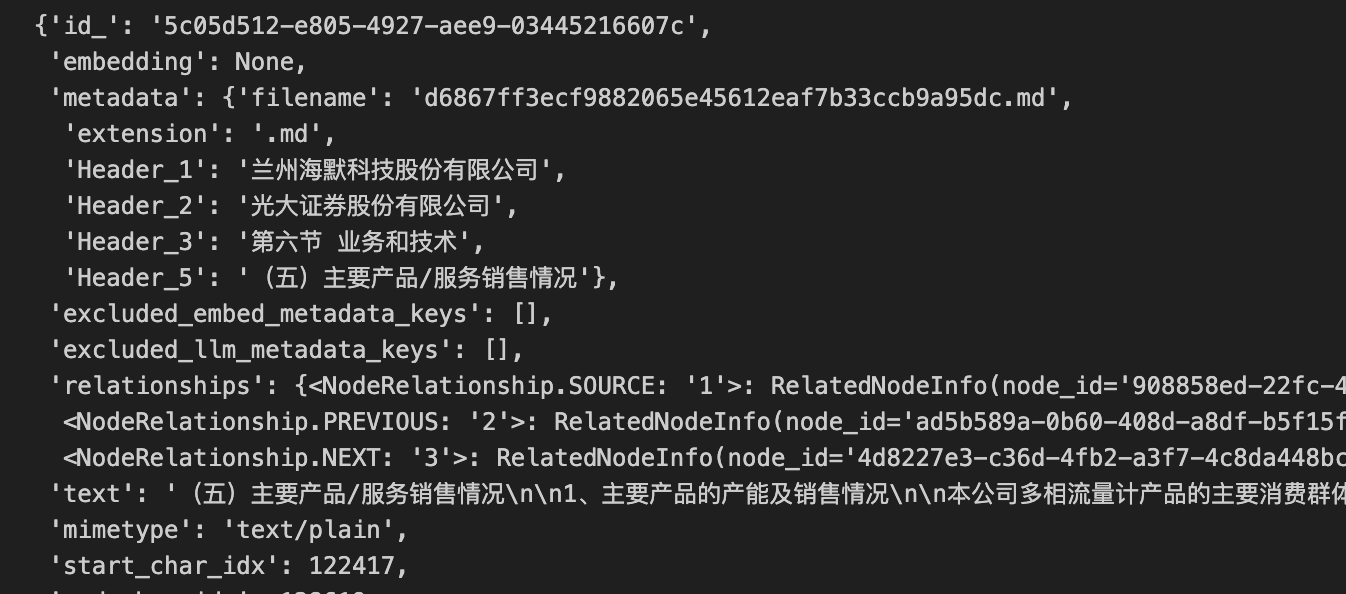 {'id_': '5c05d512-e805-4927-aee9-03445216607c',
'embedding': None,
'metadata': {'filename': 'd6867ff3ecf9882065e45612eaf7b33ccb9a95dc.md',
'extension': '.md',
'Header_1': '兰州海默科技股份有限公司',
'Header_2': '光大证券股份有限公司',
'Header_3': '第六节 业务和技术',
'Header_5': '（五）主要产品/服务销售情况'},
'excluded_embed_metadata_keys': [],
'excluded_llm_metadata_keys': [],
'relationships': {<NodeRelationship.SOURCE: '1'>: RelatedNodeInfo(node_id='908858ed-22fc-4
<NodeRelationship.PREVIOUS: '2'>: RelatedNodeInfo(node_id='ad5b589a-0b60-408d-a8df-b5f15f
<NodeRelationship.NEXT: '3'>: RelatedNodeInfo(node_id='4d8227e3-c36d-4fb2-a3f7-4c8da448bc
'text': '（五）主要产品/服务销售情况\n\n1、主要产品的产能及销售情况\n\n本公司多相流量计产品的主要消费群体
'mimetype': 'text/plain',
'start_char_idx': 122417,